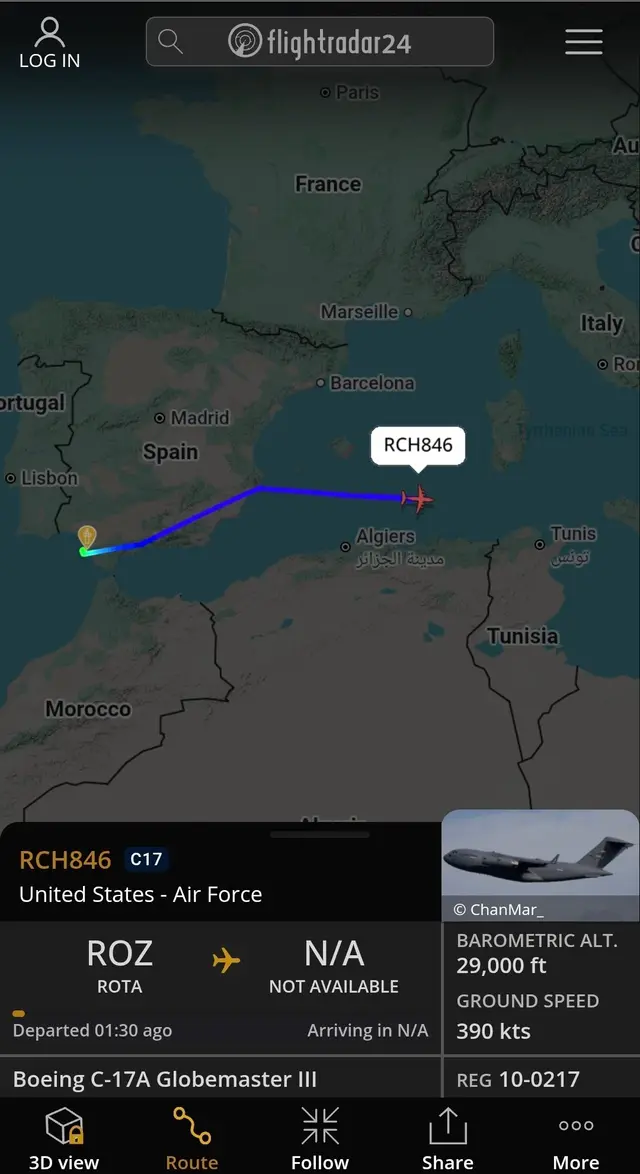 LOG IN
flightradar24
Paris
France
Au
Marseille
Italy
Ro
Barcelona
ortugal
Madrid
Spain
RCH846
Tyrrhenian Sea
Lisbon
Algiers
مدينة الجزائر
Tunis
تونس
Tunisia
Morocco
RCH846 C17
United States - Air Force
© ChanMar_
ROZ
ROTA
N/A
NOT AVAILABLE
BAROMETRIC ALT.
29,000 ft
GROUND SPEED
390 kts
Departed 01:30 ago
Arriving in N/A
Boeing C-17A Globemaster III
REG 10-0217
3D view
Route
Follow
Share
More